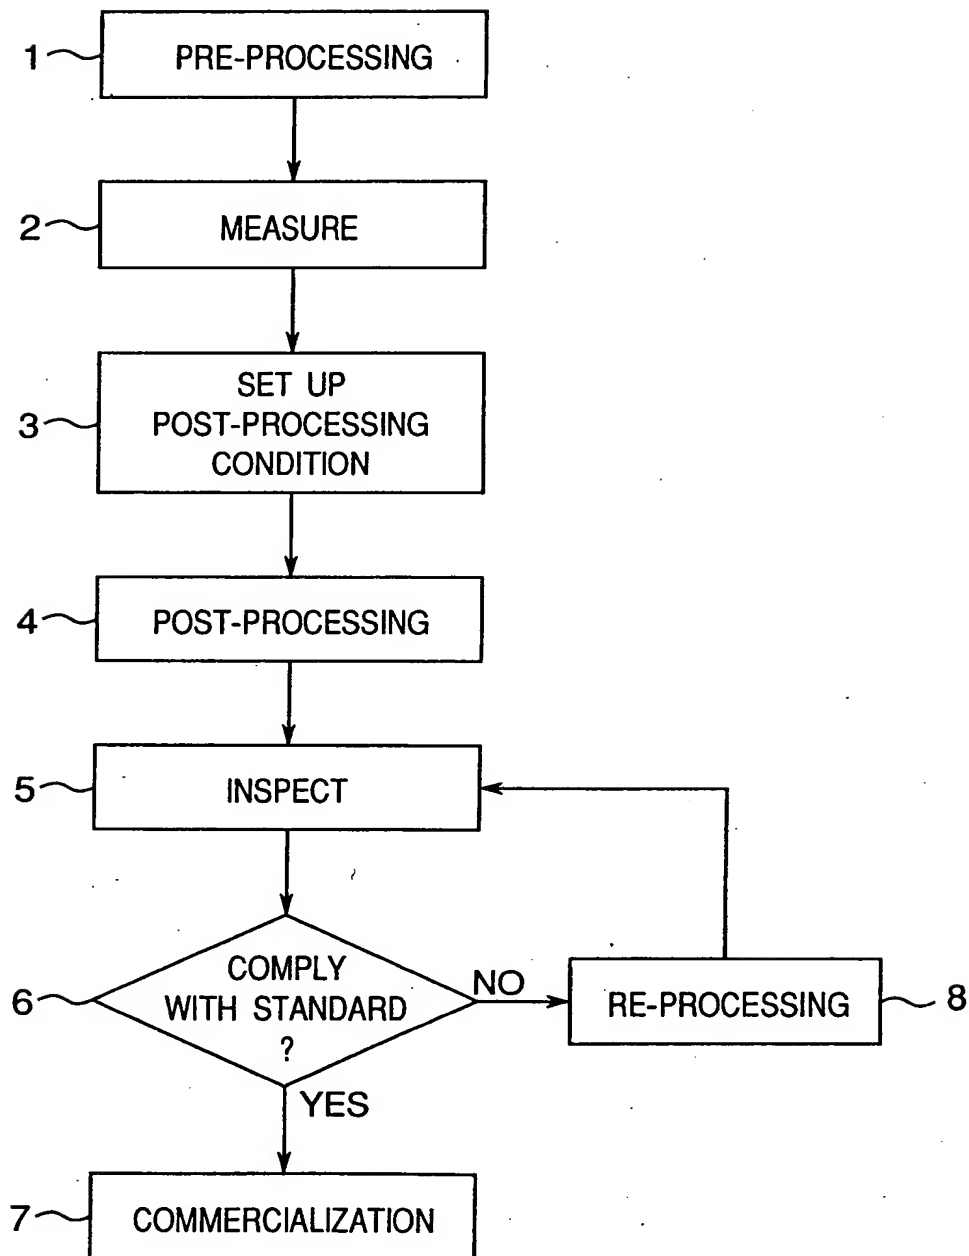 1 PRE-PROCESSING
2 MEASURE
3 SET UP
POST-PROCESSING
CONDITION
4 POST-PROCESSING
5 INSPECT
6 COMPLY
WITH STANDARD
?
NO
RE-PROCESSING 8
YES
7 COMMERCIALIZATION